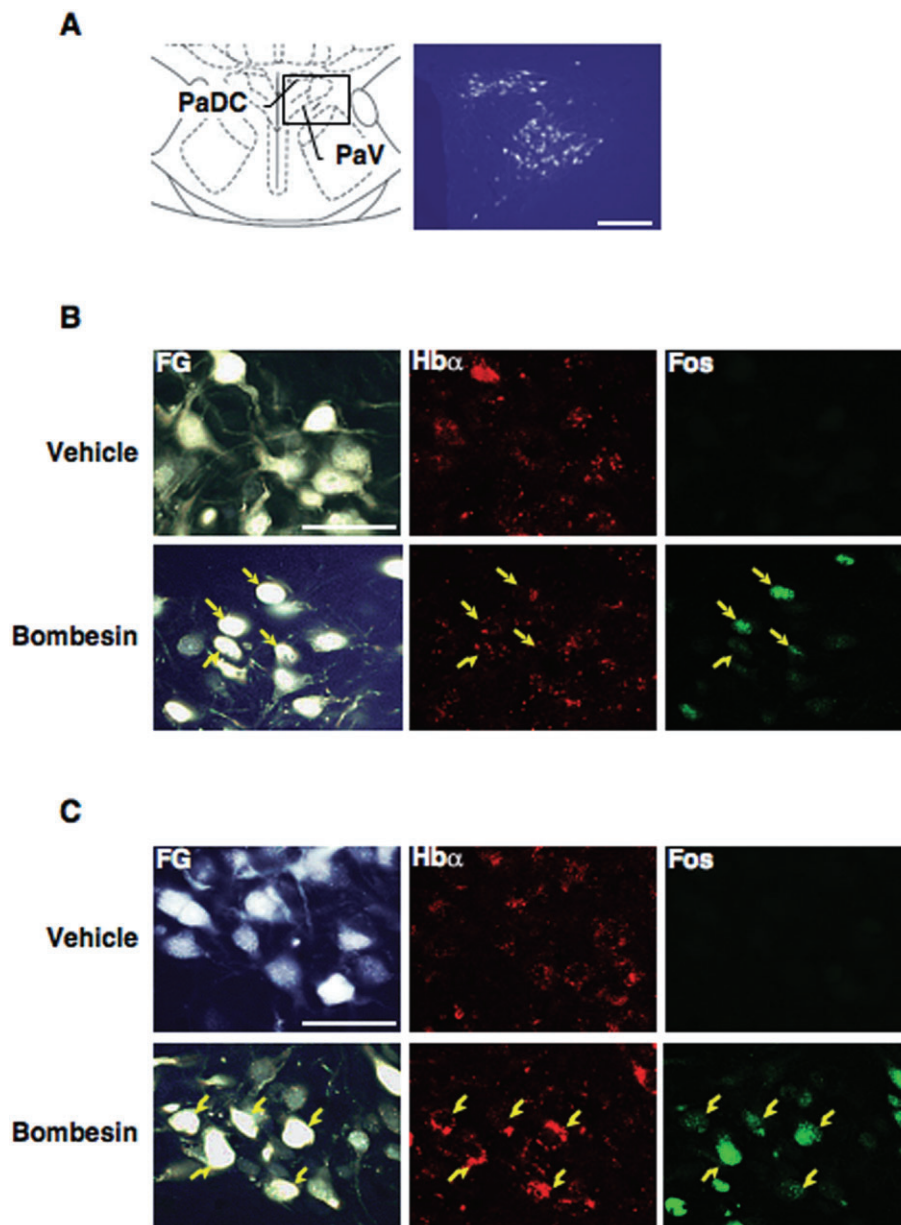 A
PaDC
PaV
B
FG
Hbα
Fos
Vehicle
Bombesin
C
FG
Hbα
Fos
Vehicle
Bombesin